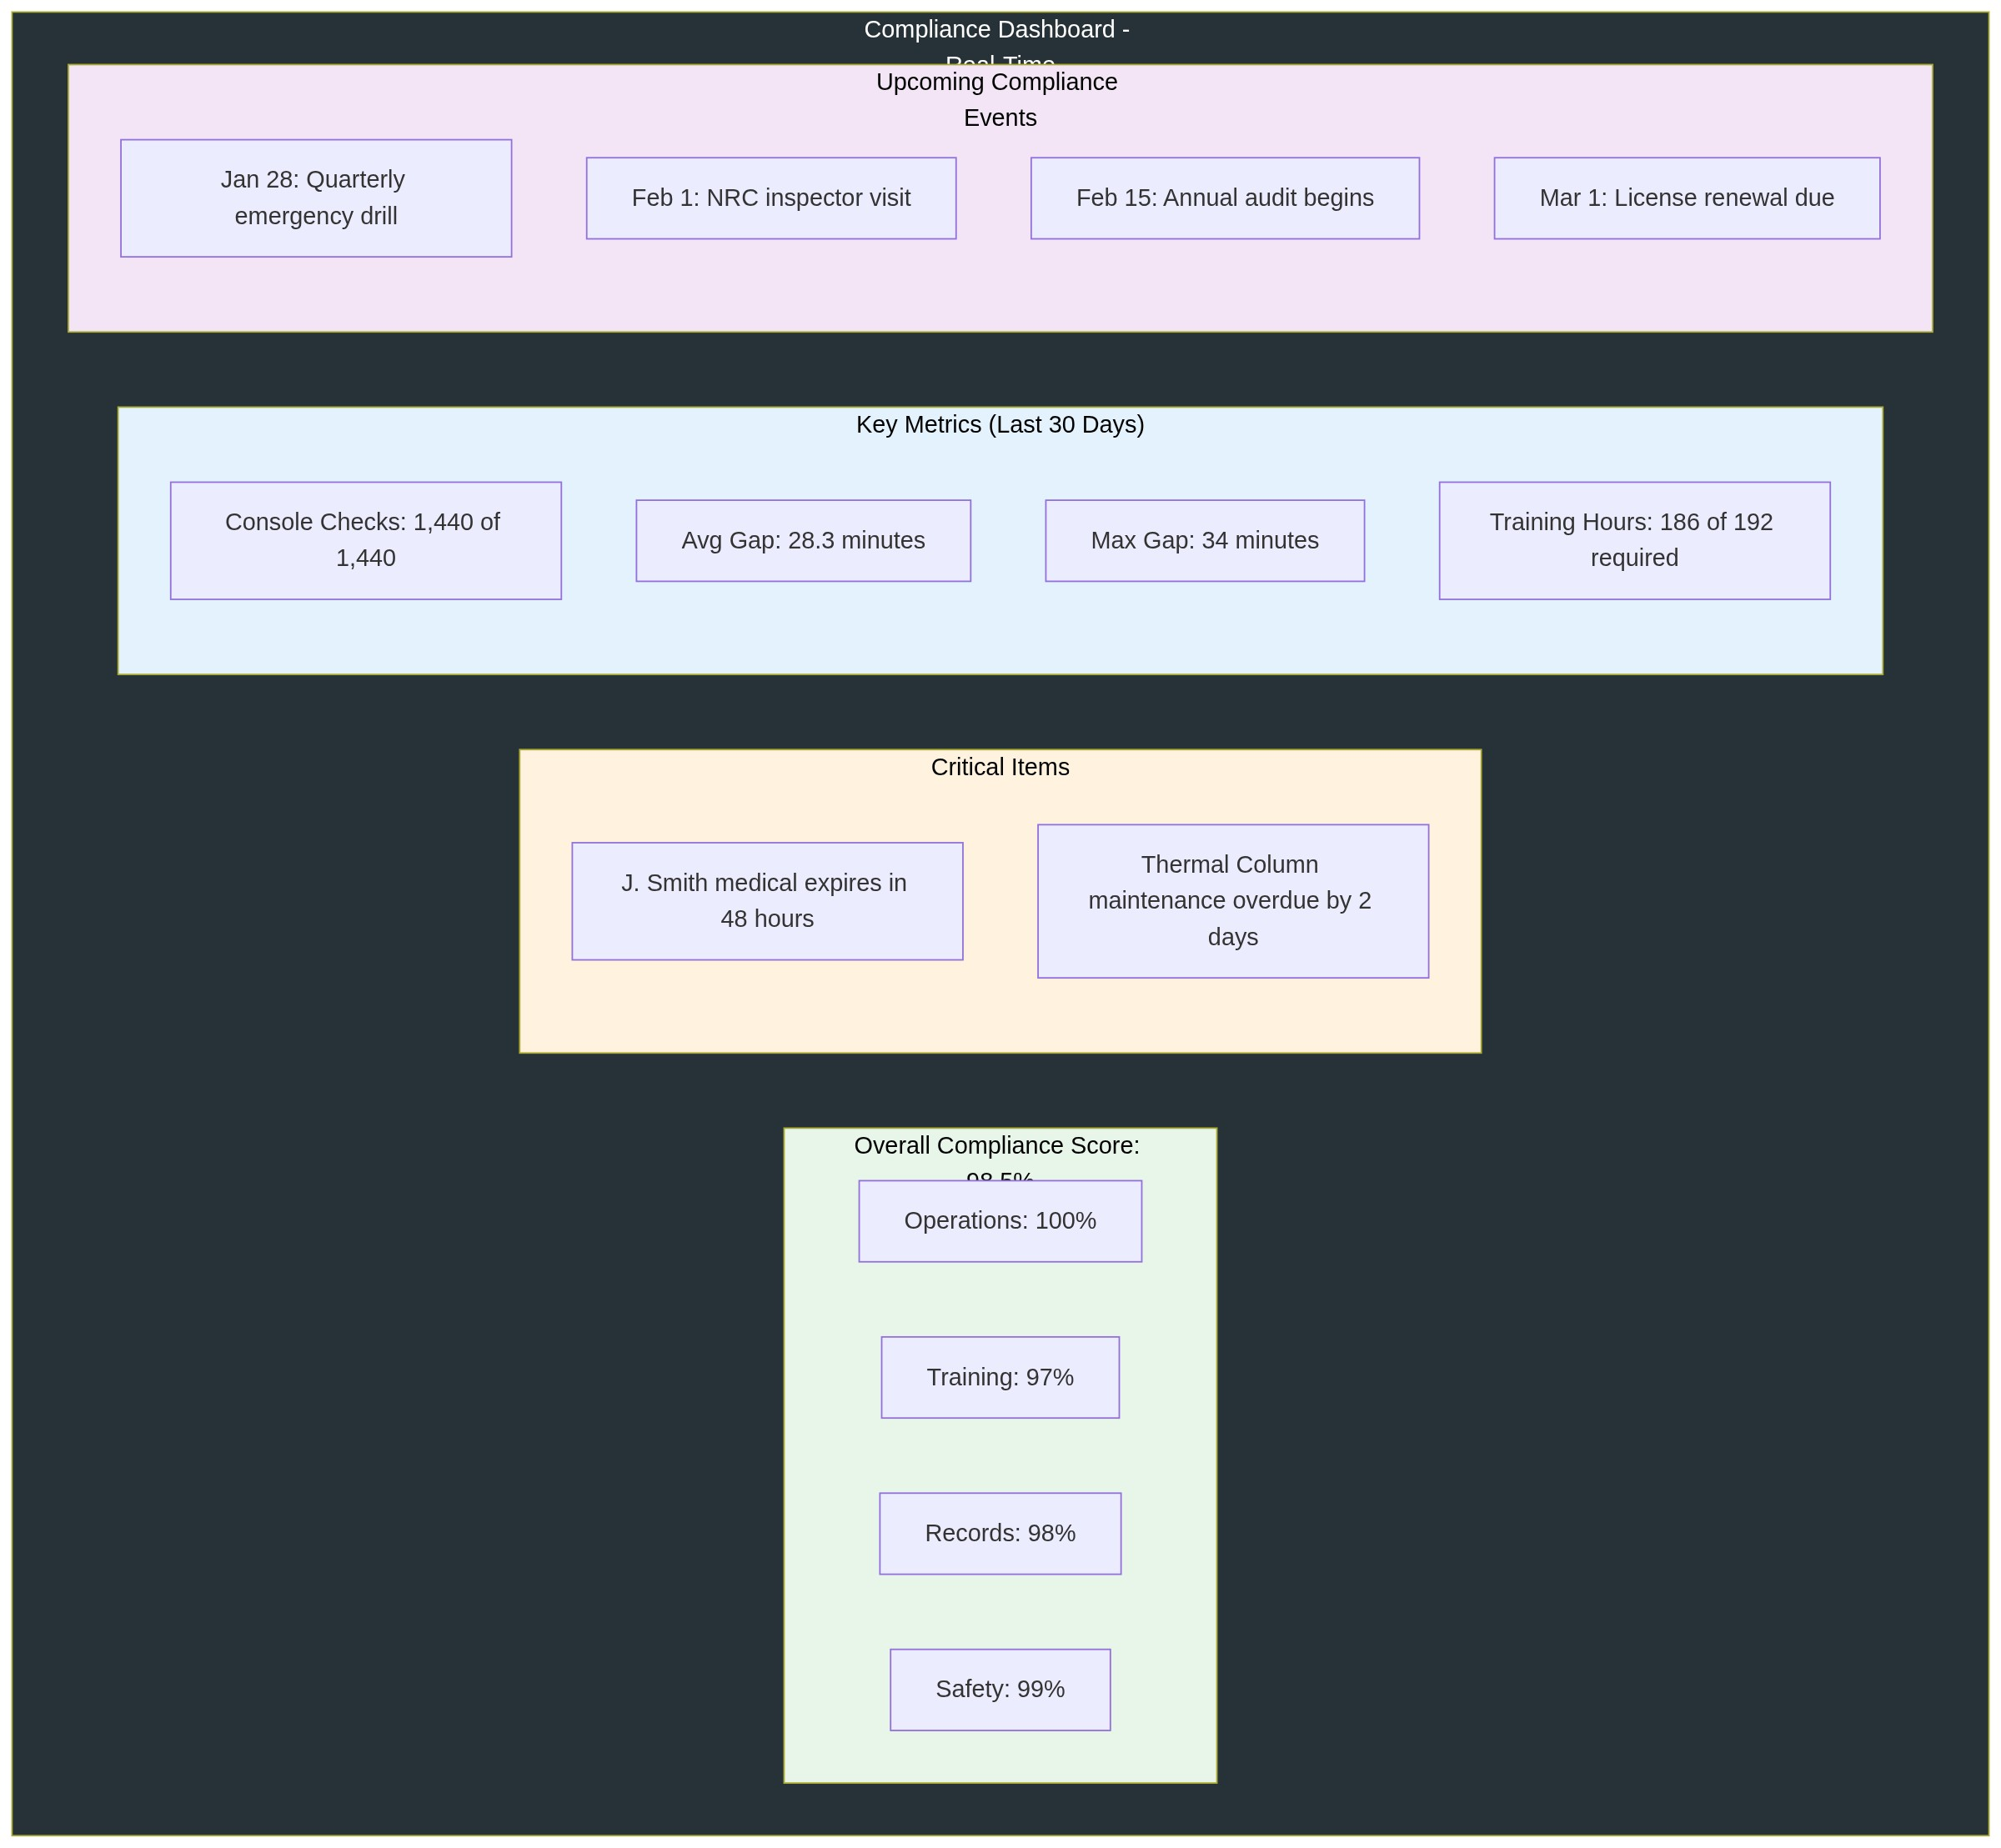 Compliance Dashboard -
Real-Time
Upcoming Compliance
Events
Jan 28: Quarterly
emergency drill
Feb 1: NRC inspector visit
Feb 15: Annual audit begins
Mar 1: License renewal due
Key Metrics (Last 30 Days)
Console Checks: 1,440 of
1,440
Avg Gap: 28.3 minutes
Max Gap: 34 minutes
Training Hours: 186 of 192
required
Critical Items
J. Smith medical expires in
48 hours
Thermal Column
maintenance overdue by 2
days
Overall Compliance Score:
98.5%
Operations: 100%
Training: 97%
Records: 98%
Safety: 99%